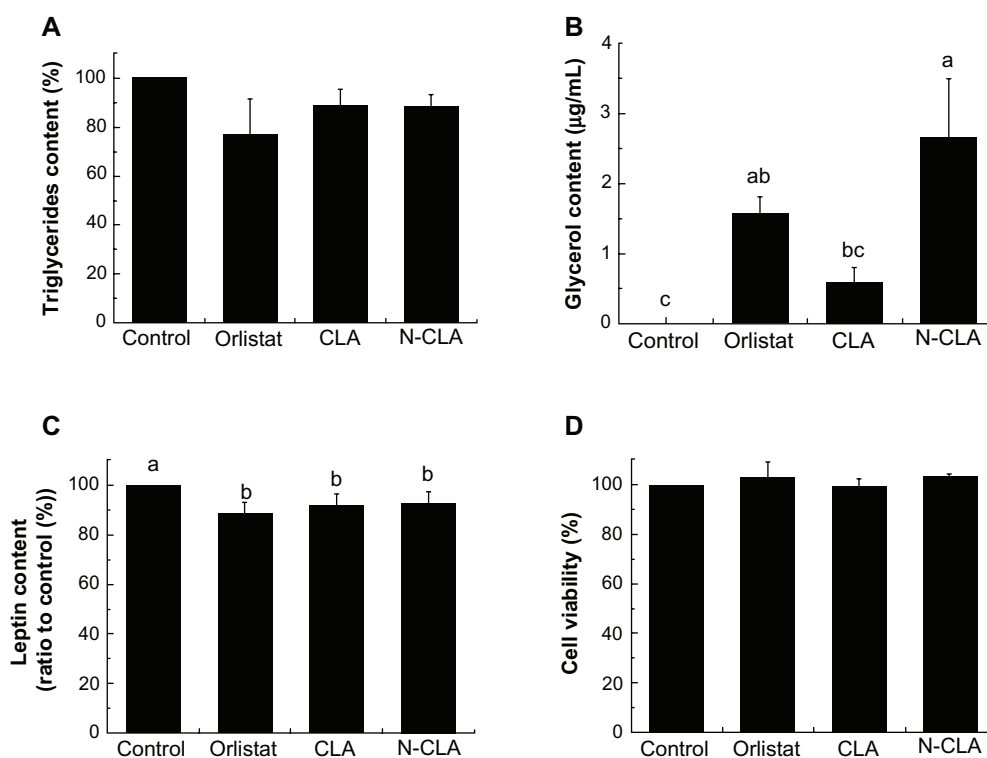 A
Triglycerides content (%)
100
80
60
40
20
0
Control Orlistat CLA N-CLA
B
Glycerol content (μg/mL)
4
3
2
1
0
a
ab
bc
c
Control Orlistat CLA N-CLA
C
Leptin content
(ratio to control (%))
100
80
60
40
20
0
a
b
b
b
Control Orlistat CLA N-CLA
D
Cell viability (%)
100
80
60
40
20
0
Control Orlistat CLA N-CLA